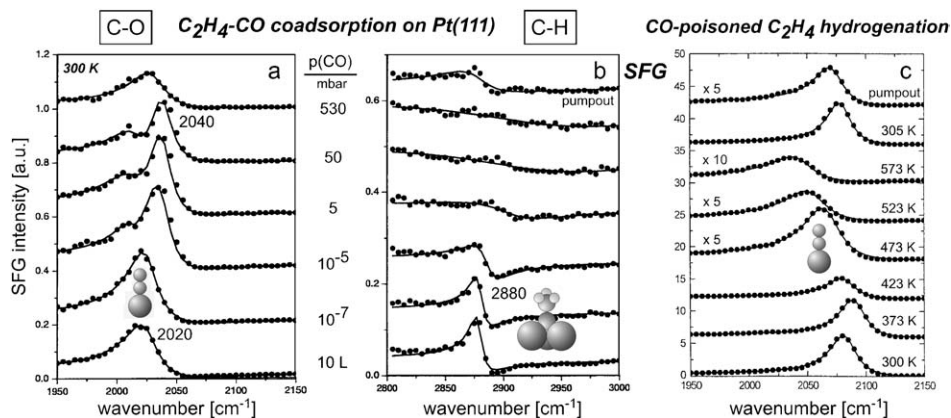 C-O
C₂H₄-CO coadsorption on Pt(111)
C-H
CO-poisoned C₂H₄ hydrogenation
SFG intensity [a.u.]
1.2
1.0
0.8
0.6
0.4
0.2
0.0
300 K
a
2040
2020
1950
2000
2050
2100
2150
wavenumber [cm⁻¹]
p(CO)
mbar
530
50
5
10⁻⁵
10⁻⁷
10 L
0.6
0.4
0.2
0.0
b
pumpout
2880
2800
2850
2900
2950
3000
wavenumber [cm⁻¹]
SFG
50
45
40
35
30
25
20
15
10
5
0
c
x 5
pumpout
305 K
x 10
573 K
x 5
523 K
x 5
473 K
423 K
373 K
300 K
1950
2000
2050
2100
2150
wavenumber [cm⁻¹]